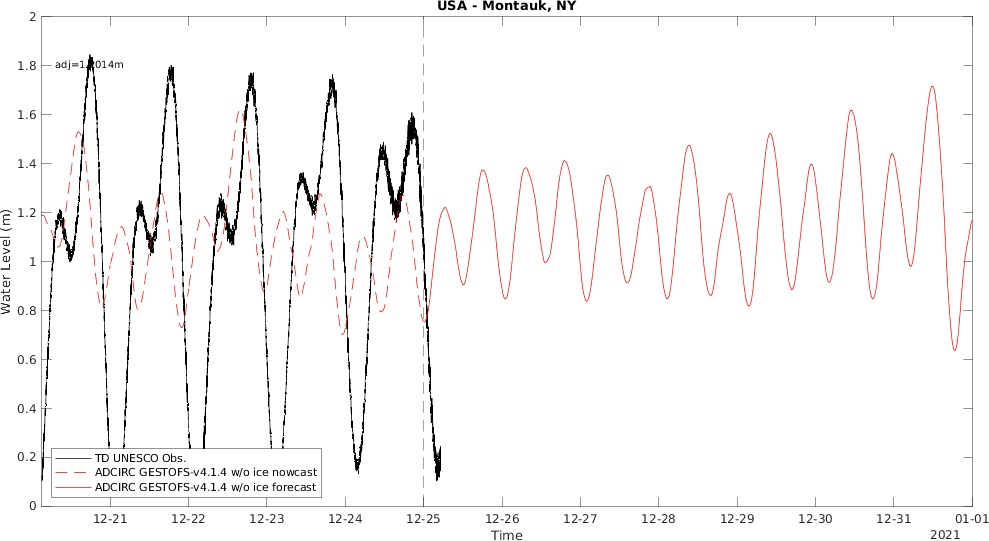 USA - Montauk, NY
2
1.8
1.6
1.4
1.2
1
0.8
0.6
0.4
0.2
0
Water Level (m)
adj=1.2014m
TD UNESCO Obs.
ADCIRC GESTOFS-v4.1.4 w/o ice nowcast
ADCIRC GESTOFS-v4.1.4 w/o ice forecast
12-21 12-22 12-23 12-24 12-25 12-26 12-27 12-28 12-29 12-30 12-31 01-01
Time
2021